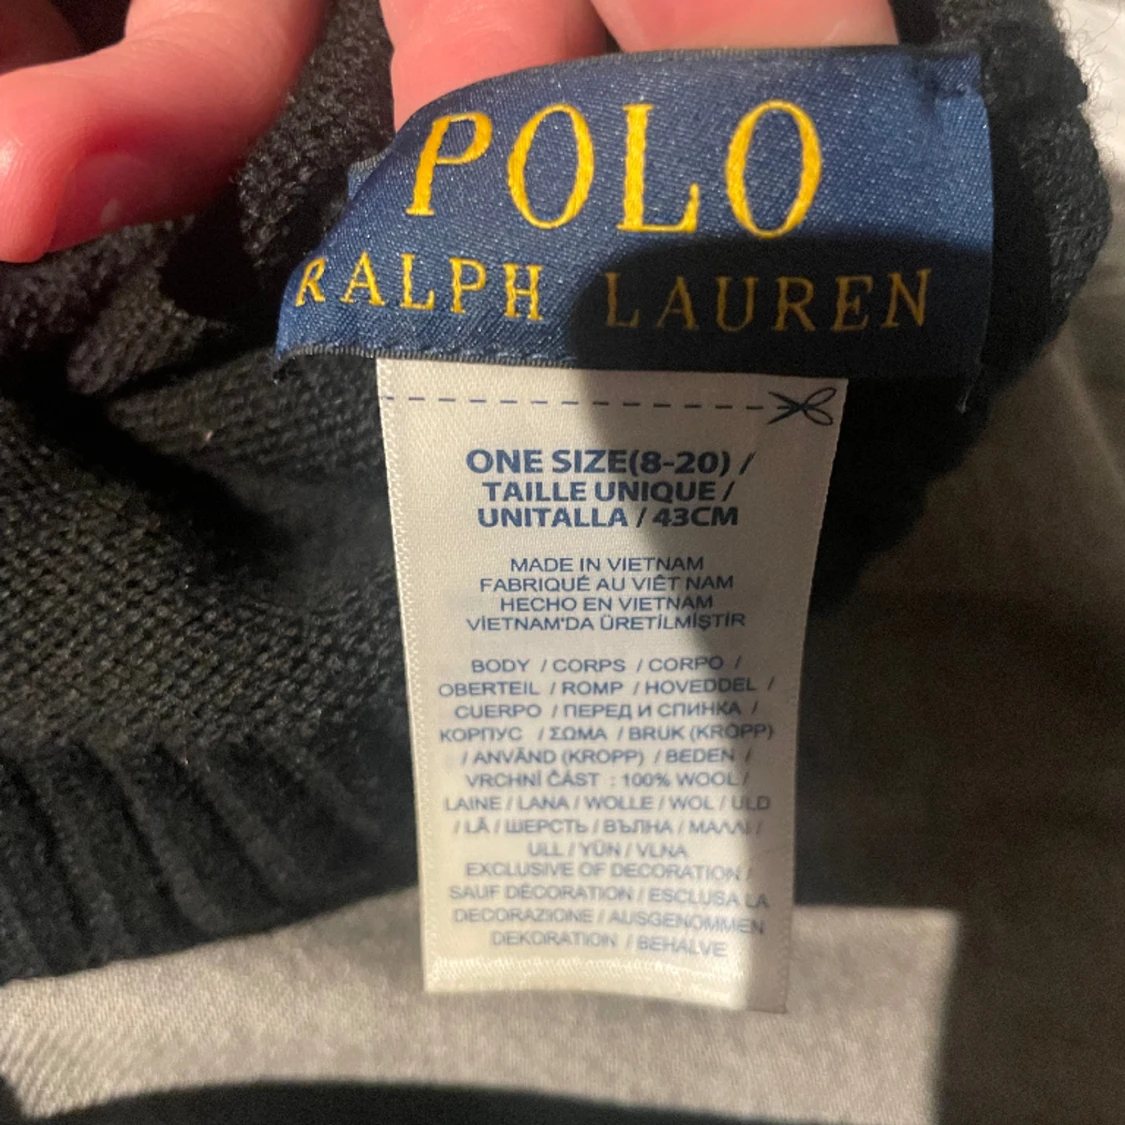 POLO
RALPH LAUREN
ONE SIZE(8-20) /
TAILLE UNIQUE /
UNITALLA / 43CM
MADE IN VIETNAM
FABRIQUÉ AU VIÊT NAM
HECHO EN VIETNAM
VİETNAM'DA ÜRETİLMİŞTİR
BODY / CORPS / CORPO /
OBERTEIL / ROMP / HOVEDDEL /
CUERPO / ПЕРЕД И СПИНКА /
КОРПУС / ΣΩΜΑ / BRUK (KROPP)
/ ANVÄND (KROPP) / BEDEN /
VRCHNÍ ČÁST : 100% WOOL /
LAINE / LANA / WOLLE / WOL / ULD
/ LÃ / ШЕРСТЬ / ВЪЛНА / ΜΑΛΛΙ /
ULL / YÜN / VLNA
EXCLUSIVE OF DECORATION /
SAUF DÉCORATION / ESCLUSA LA
DECORAZIONE / AUSGENOMMEN
DEKORATION / BEHALVE